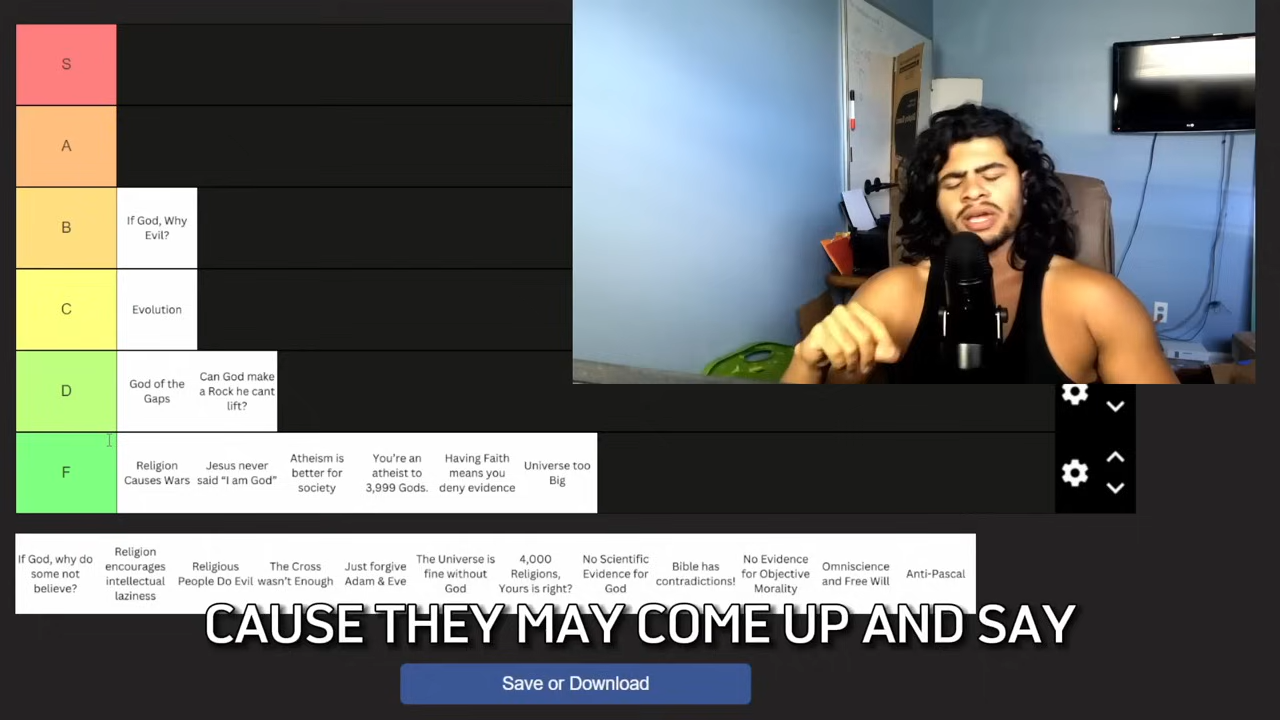 S
A
B
If God, Why
Evil?
C
Evolution
D
God of the
Gaps
Can God make
a Rock he cant
lift?
F
Religion
Causes Wars
Jesus never
said “I am God”
Atheism is
better for
society
You’re an
atheist to
3,999 Gods.
Having Faith
means you
deny evidence
Universe too
Big
If God, why do
some not
believe?
Religion
encourages
intellectual
laziness
Religious
People Do Evil
The Cross
wasn’t Enough
Just forgive
Adam & Eve
The Universe is
fine without
God
4,000
Religions,
Yours is right?
No Scientific
Evidence for
God
Bible has
contradictions!
No Evidence
for Objective
Morality
Omniscience
and Free Will
Anti-Pascal
CAUSE THEY MAY COME UP AND SAY
Save or Download